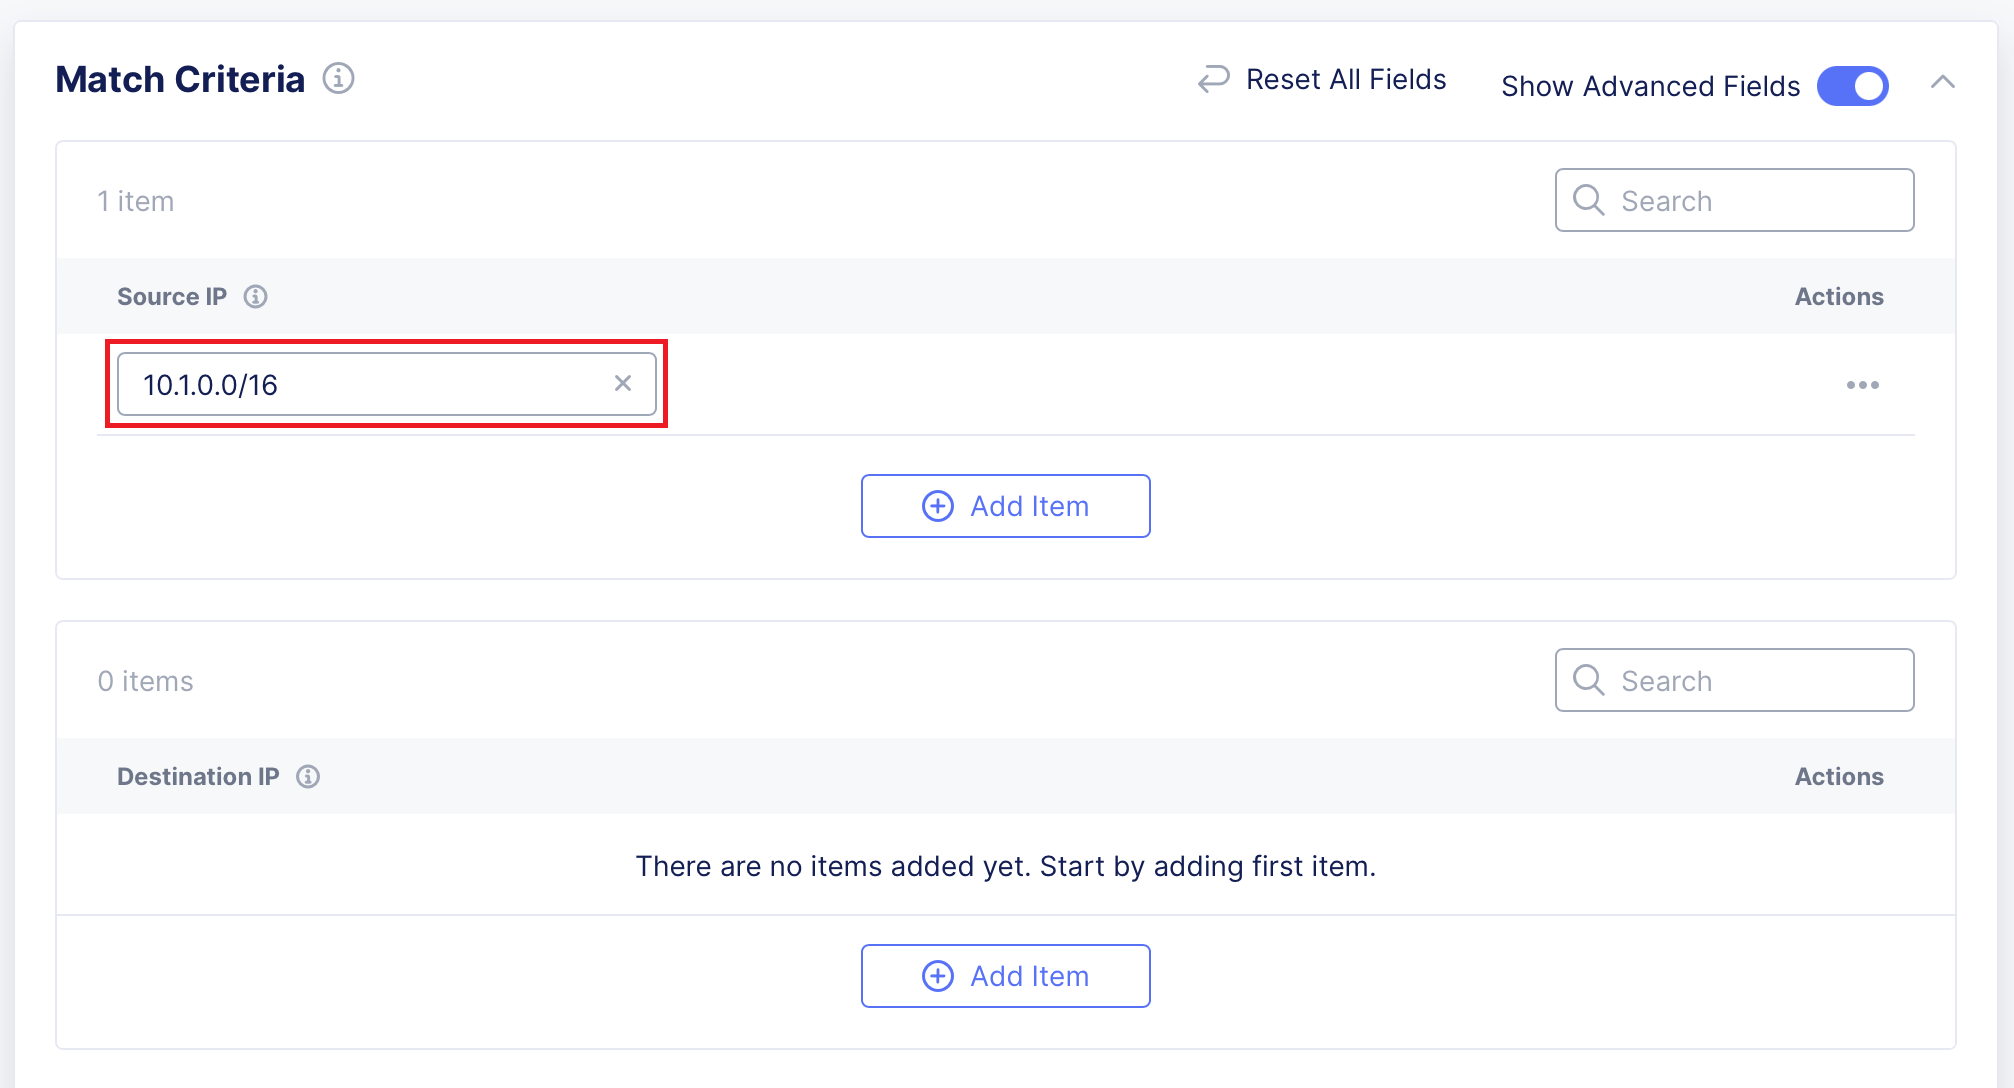 Match Criteria
Reset All Fields
Show Advanced Fields
1 item
Search
Source IP
Actions
10.1.0.0/16
Add Item
0 items
Search
Destination IP
Actions
There are no items added yet. Start by adding first item.
Add Item